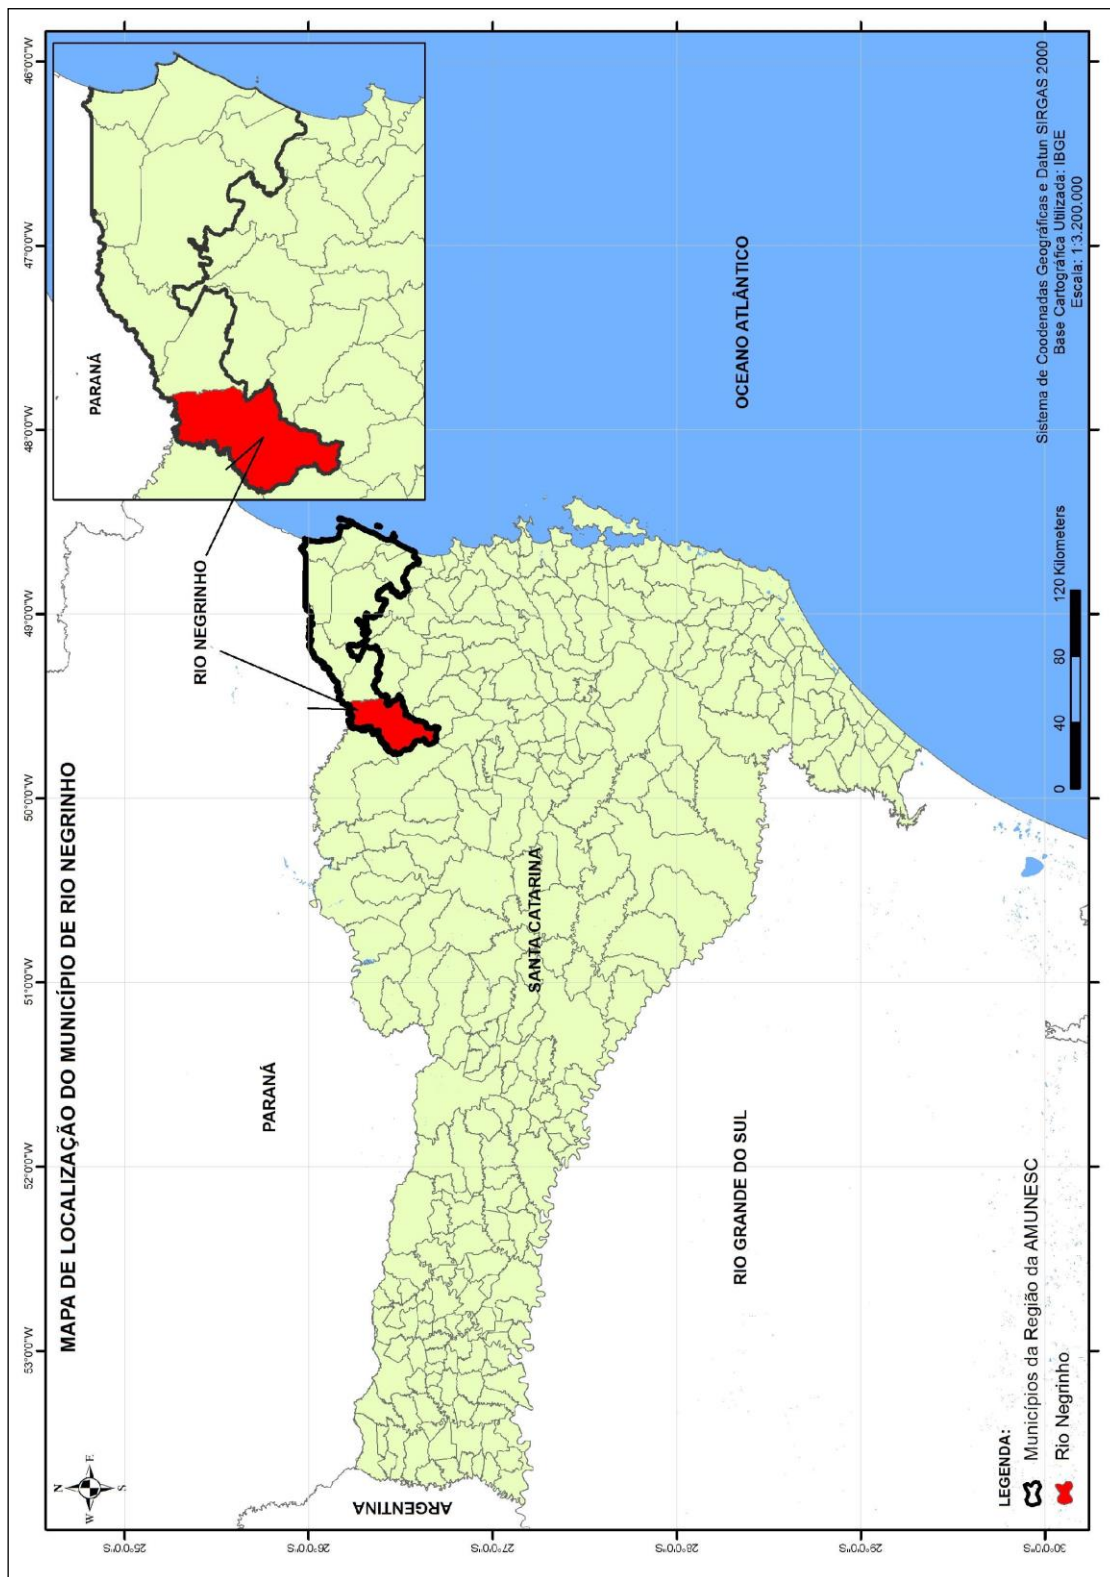 MAPA DE LOCALIZAÇÃO DO MUNICÍPIO DE RIO NEGRINHO
N
W
E
S
53°0'0"W
52°0'0"W
51°0'0"W
50°0'0"W
49°0'0"W
48°0'0"W
47°0'0"W
46°0'0"W
25°0'0"S
26°0'0"S
27°0'0"S
28°0'0"S
29°0'0"S
30°0'0"S
PARANÁ
RIO NEGRINHO
PARANÁ
ARGENTINA
SANTA CATARINA
RIO GRANDE DO SUL
OCEANO ATLÂNTICO
LEGENDA:
Municípios da Região da AMUNESC
Rio Negrinho
0 40 80 120 Kilometers
Sistema de Coodenadas Geográficas e Datun SIRGAS 2000
Base Cartográfica Utilizada: IBGE
Escala: 1:3.200.000